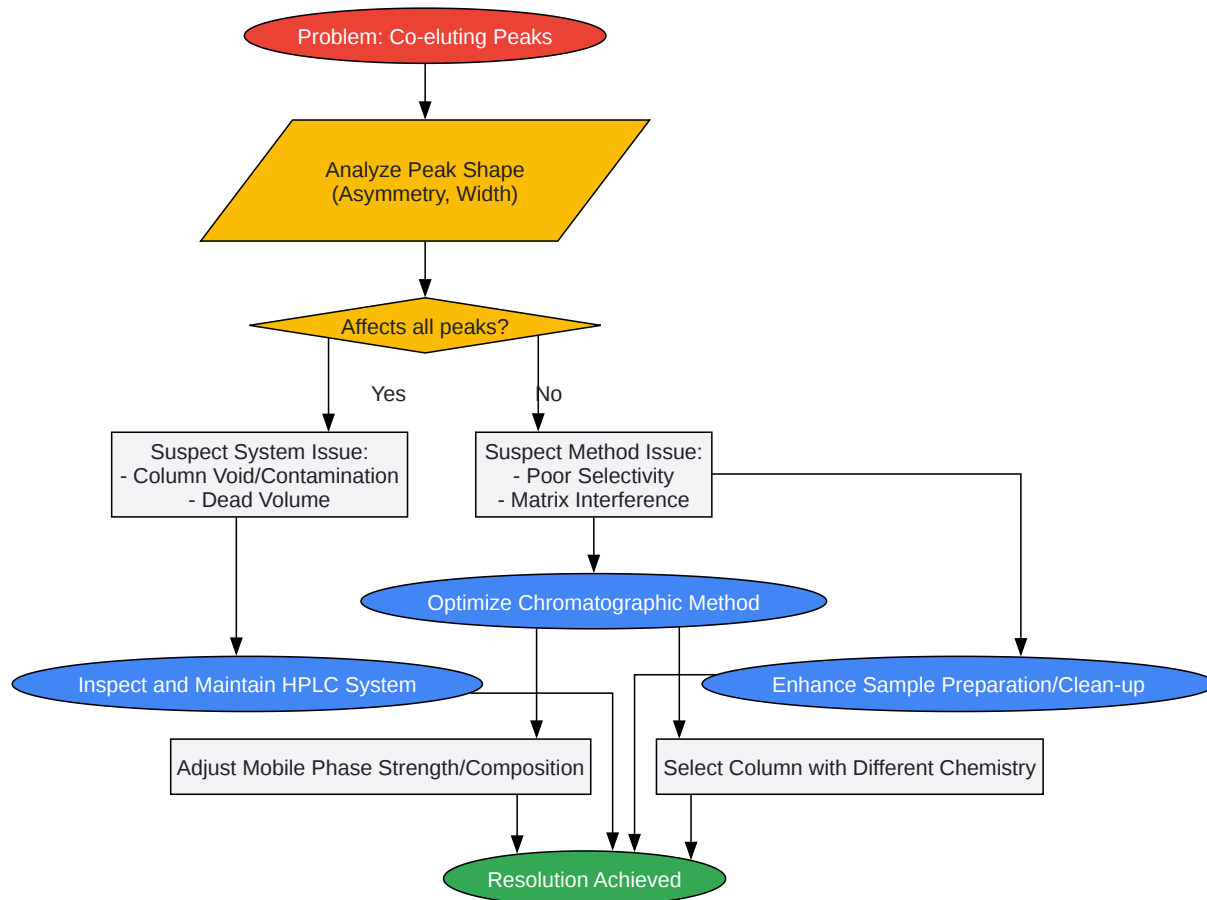 Problem: Co-eluting Peaks
Analyze Peak Shape
(Asymmetry, Width)
Affects all peaks?
Yes
No
Suspect System Issue:
- Column Void/Contamination
- Dead Volume
Suspect Method Issue:
- Poor Selectivity
- Matrix Interference
Optimize Chromatographic Method
Inspect and Maintain HPLC System
Enhance Sample Preparation/Clean-up
Adjust Mobile Phase Strength/Composition
Select Column with Different Chemistry
Resolution Achieved